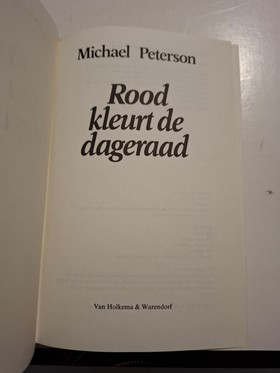 Michael Peterson
Rood
kleurt de
dageraad
Van Holkema & Warendorf